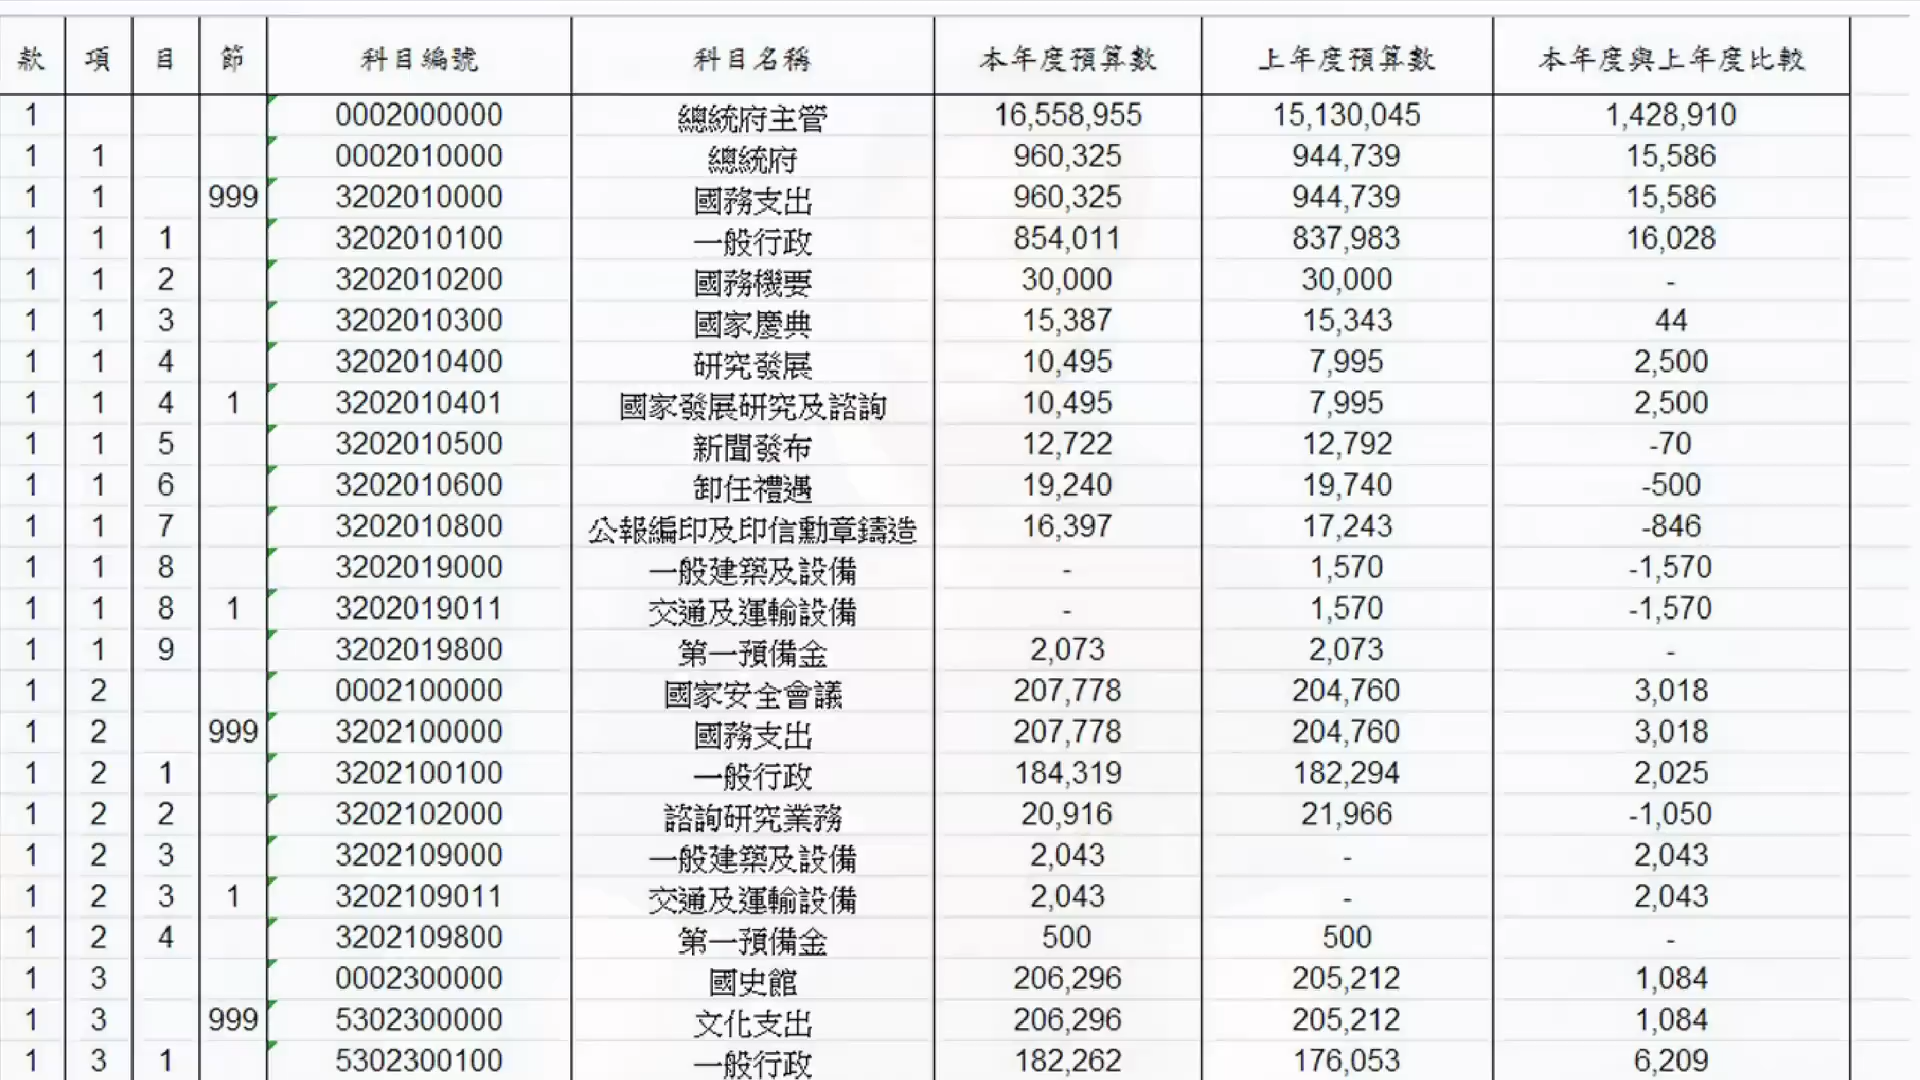 款 項 目 節 科目編號 科目名稱 本年度預算數 上年度預算數 本年度與上年度比較
1 0002000000 總統府主管 16,558,955 15,130,045 1,428,910
1 1 0002010000 總統府 960,325 944,739 15,586
1 1 999 3202010000 國務支出 960,325 944,739 15,586
1 1 1 3202010100 一般行政 854,011 837,983 16,028
1 1 2 3202010200 國務機要 30,000 30,000 -
1 1 3 3202010300 國家慶典 15,387 15,343 44
1 1 4 3202010400 研究發展 10,495 7,995 2,500
1 1 4 1 3202010401 國家發展研究及諮詢 10,495 7,995 2,500
1 1 5 3202010500 新聞發布 12,722 12,792 -70
1 1 6 3202010600 卸任禮遇 19,240 19,740 -500
1 1 7 3202010800 公報編印及印信勳章鑄造 16,397 17,243 -846
1 1 8 3202019000 一般建築及設備 - 1,570 -1,570
1 1 8 1 3202019011 交通及運輸設備 - 1,570 -1,570
1 1 9 3202019800 第一預備金 2,073 2,073 -
1 2 0002100000 國家安全會議 207,778 204,760 3,018
1 2 999 3202100000 國務支出 207,778 204,760 3,018
1 2 1 3202100100 一般行政 184,319 182,294 2,025
1 2 2 3202102000 諮詢研究業務 20,916 21,966 -1,050
1 2 3 3202109000 一般建築及設備 2,043 - 2,043
1 2 3 1 3202109011 交通及運輸設備 2,043 - 2,043
1 2 4 3202109800 第一預備金 500 500 -
1 3 0002300000 國史館 206,296 205,212 1,084
1 3 999 5302300000 文化支出 206,296 205,212 1,084
1 3 1 5302300100 一般行政 182,262 176,053 6,209